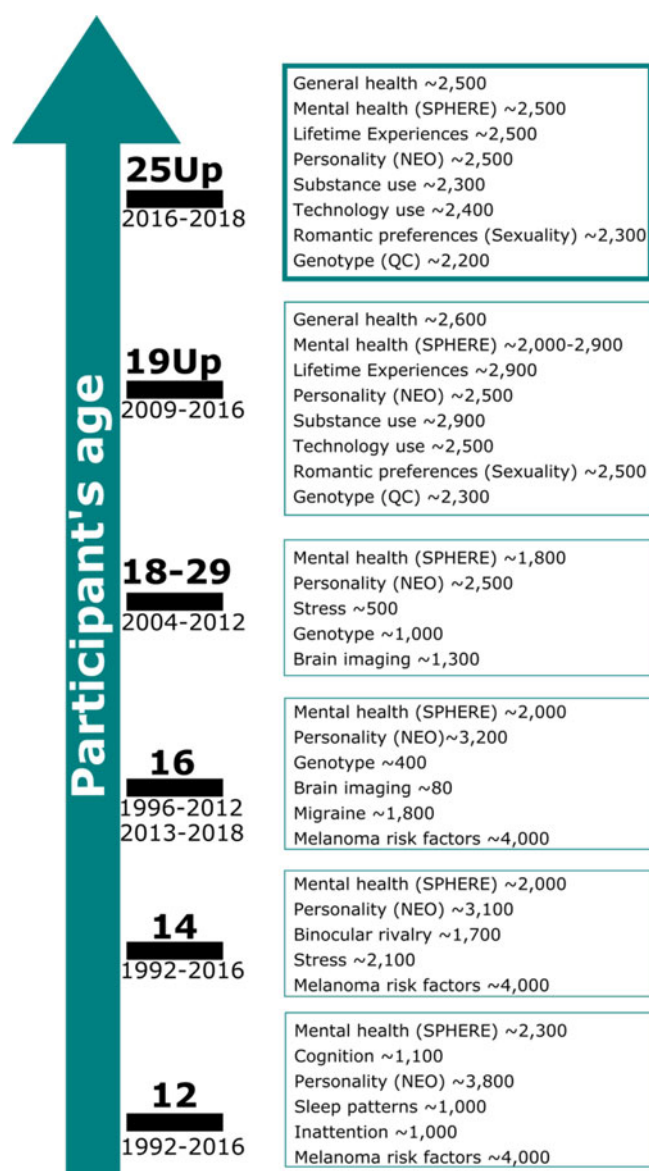 Participant's age
25Up
2016-2018
General health ~2,500
Mental health (SPHERE) ~2,500
Lifetime Experiences ~2,500
Personality (NEO) ~2,500
Substance use ~2,300
Technology use ~2,400
Romantic preferences (Sexuality) ~2,300
Genotype (QC) ~2,200
19Up
2009-2016
General health ~2,600
Mental health (SPHERE) ~2,000-2,900
Lifetime Experiences ~2,900
Personality (NEO) ~2,500
Substance use ~2,900
Technology use ~2,500
Romantic preferences (Sexuality) ~2,500
Genotype (QC) ~2,300
18-29
2004-2012
Mental health (SPHERE) ~1,800
Personality (NEO) ~2,500
Stress ~500
Genotype ~1,000
Brain imaging ~1,300
16
1996-2012
2013-2018
Mental health (SPHERE) ~2,000
Personality (NEO)~3,200
Genotype ~400
Brain imaging ~80
Migraine ~1,800
Melanoma risk factors ~4,000
14
1992-2016
Mental health (SPHERE) ~2,000
Personality (NEO) ~3,100
Binocular rivalry ~1,700
Stress ~2,100
Melanoma risk factors ~4,000
12
1992-2016
Mental health (SPHERE) ~2,300
Cognition ~1,100
Personality (NEO) ~3,800
Sleep patterns ~1,000
Inattention ~1,000
Melanoma risk factors ~4,000